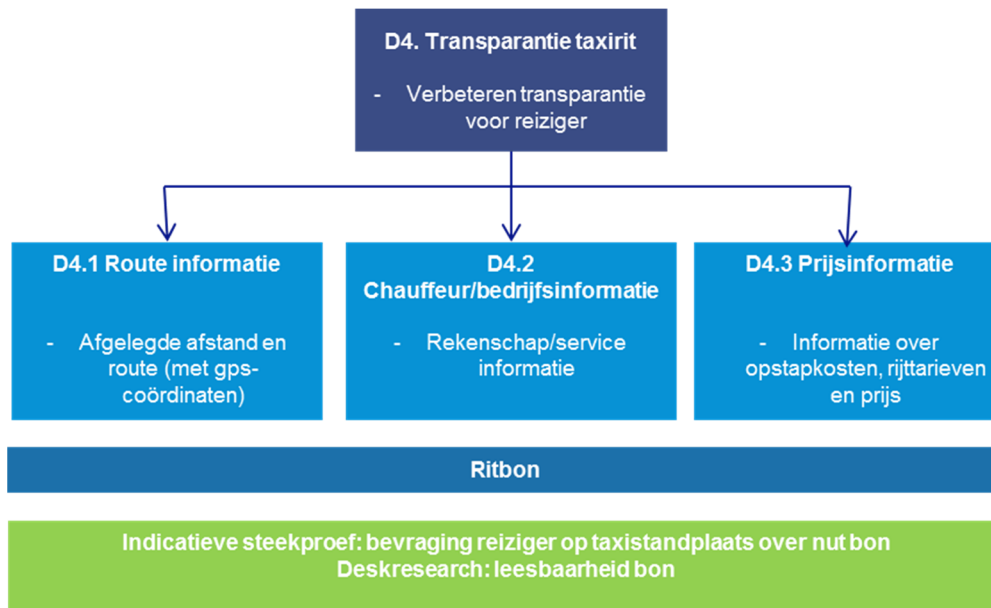 D4. Transparantie taxirit
- Verbeteren transparantie
voor reiziger
D4.1 Route informatie
- Afgelegde afstand en
route (met gps-
coördinaten)
D4.2
Chauffeur/bedrijfsinformatie
- Rekenschap/service
informatie
D4.3 Prijsinformatie
- Informatie over
opstapkosten, rijttarieven
en prijs
Ritbon
Indicatieve steekproef: bevraging reiziger op taxistandplaats over nut bon
Deskresearch: leesbaarheid bon